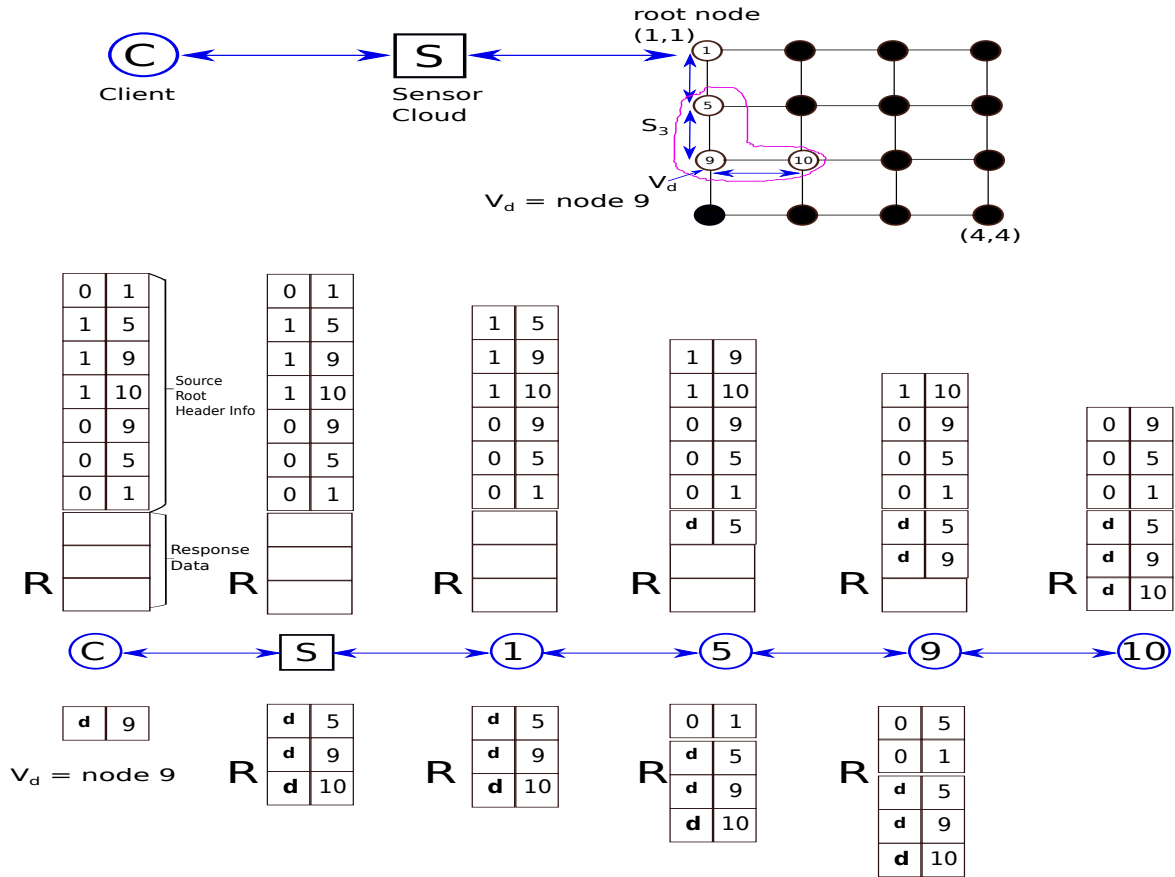 root node
(1,1)
C
S
1
Client
Sensor
Cloud
5
S3
9
10
Vd
Vd = node 9
(4,4)
0 1
1 5
1 9
1 10
0 9
0 5
0 1
Source
Root
Header Info
Response
Data
R
0 1
1 5
1 9
1 10
0 9
0 5
0 1
R
1 5
1 9
1 10
0 9
0 5
0 1
R
1 9
1 10
0 9
0 5
0 1
d 5
R
1 10
0 9
0 5
0 1
d 5
d 9
R
0 9
0 5
0 1
d 5
d 9
d 10
R
C
S
1
5
9
10
d 9
Vd = node 9
d 5
d 9
d 10
R
d 5
d 9
d 10
R
0 1
d 5
d 9
d 10
R
0 5
0 1
d 5
d 9
d 10
R